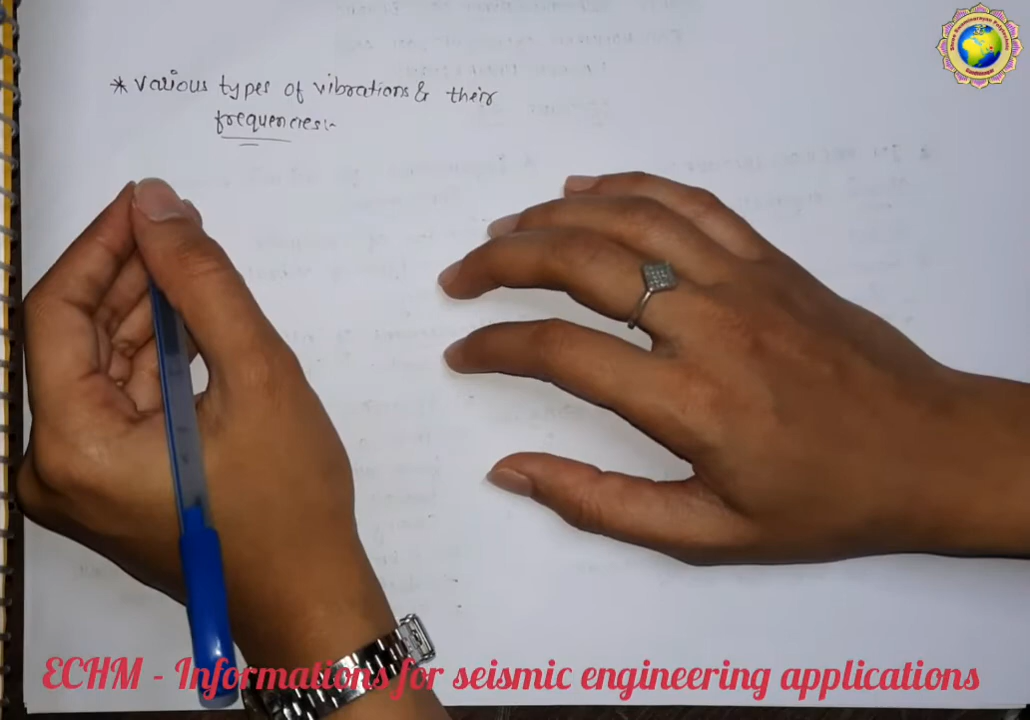 * Various types of vibrations & their
frequencies:-
ECHM - Informations for seismic engineering applications